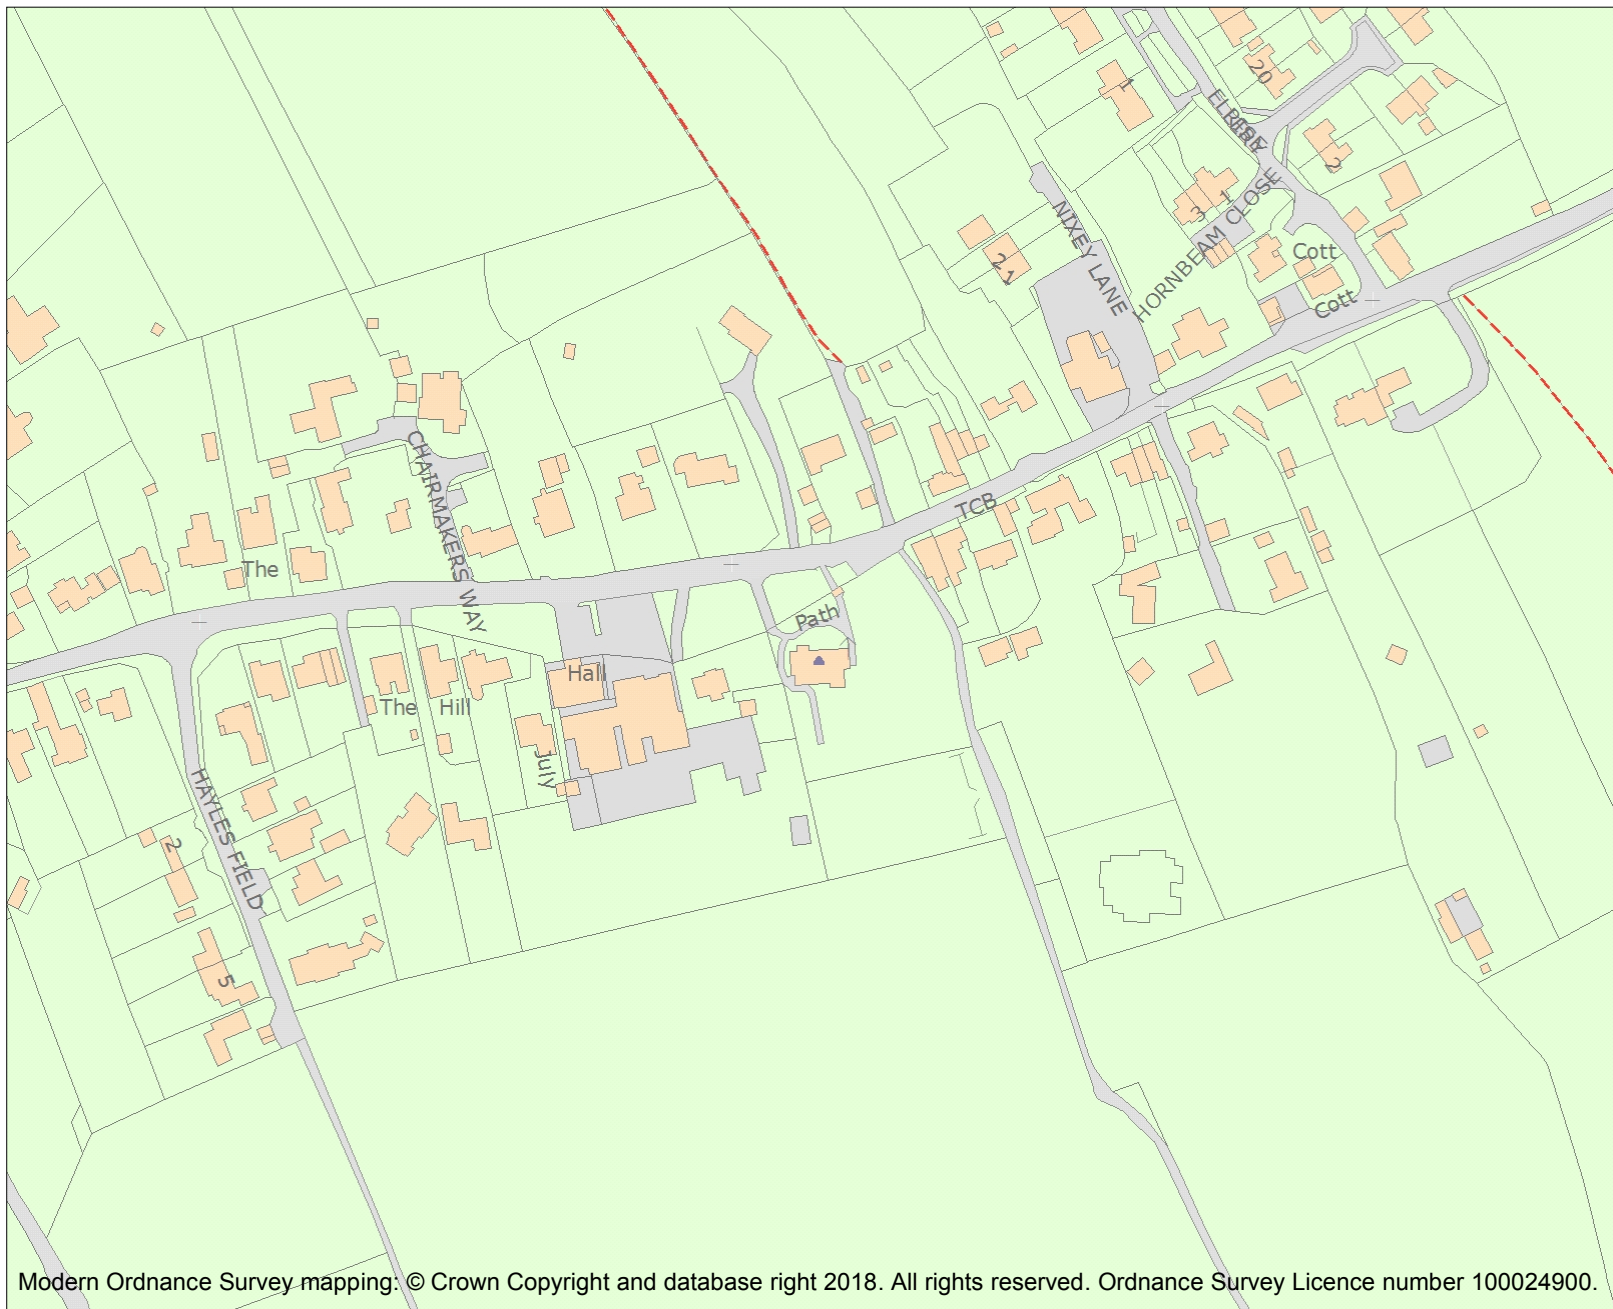 20
1
2
3
1
NIXEY LANE
HORNBEAM CLOSE
Cott
Cott
21
CHAIRMAKERS WAY
TCB
The
Path
Hall
The
Hill
July
HAYLES FIELD
2
5
Modern Ordnance Survey mapping: © Crown Copyright and database right 2018. All rights reserved. Ordnance Survey Licence number 100024900.